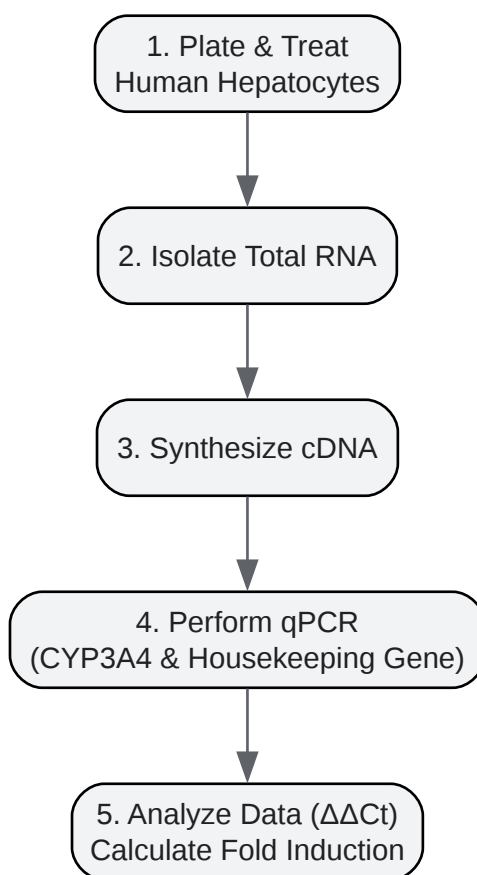 1. Plate & Treat
Human Hepatocytes
2. Isolate Total RNA
3. Synthesize cDNA
4. Perform qPCR
(CYP3A4 & Housekeeping Gene)
5. Analyze Data (ΔΔCt)
Calculate Fold Induction